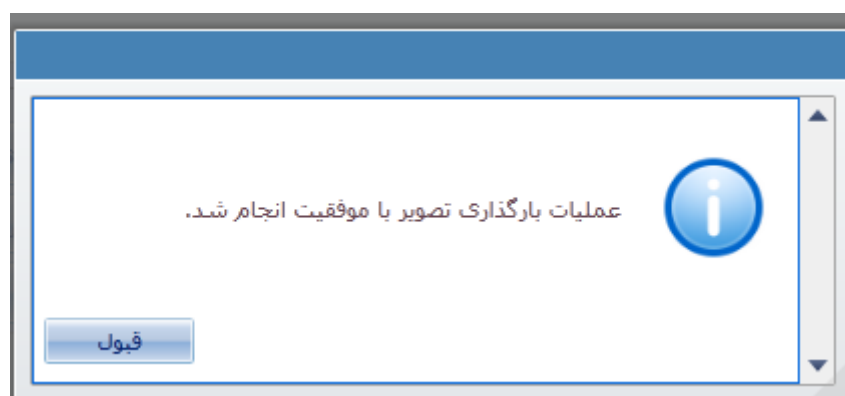 عملیات بارگذاری تصویر با موفقیت انجام شد.
قبول